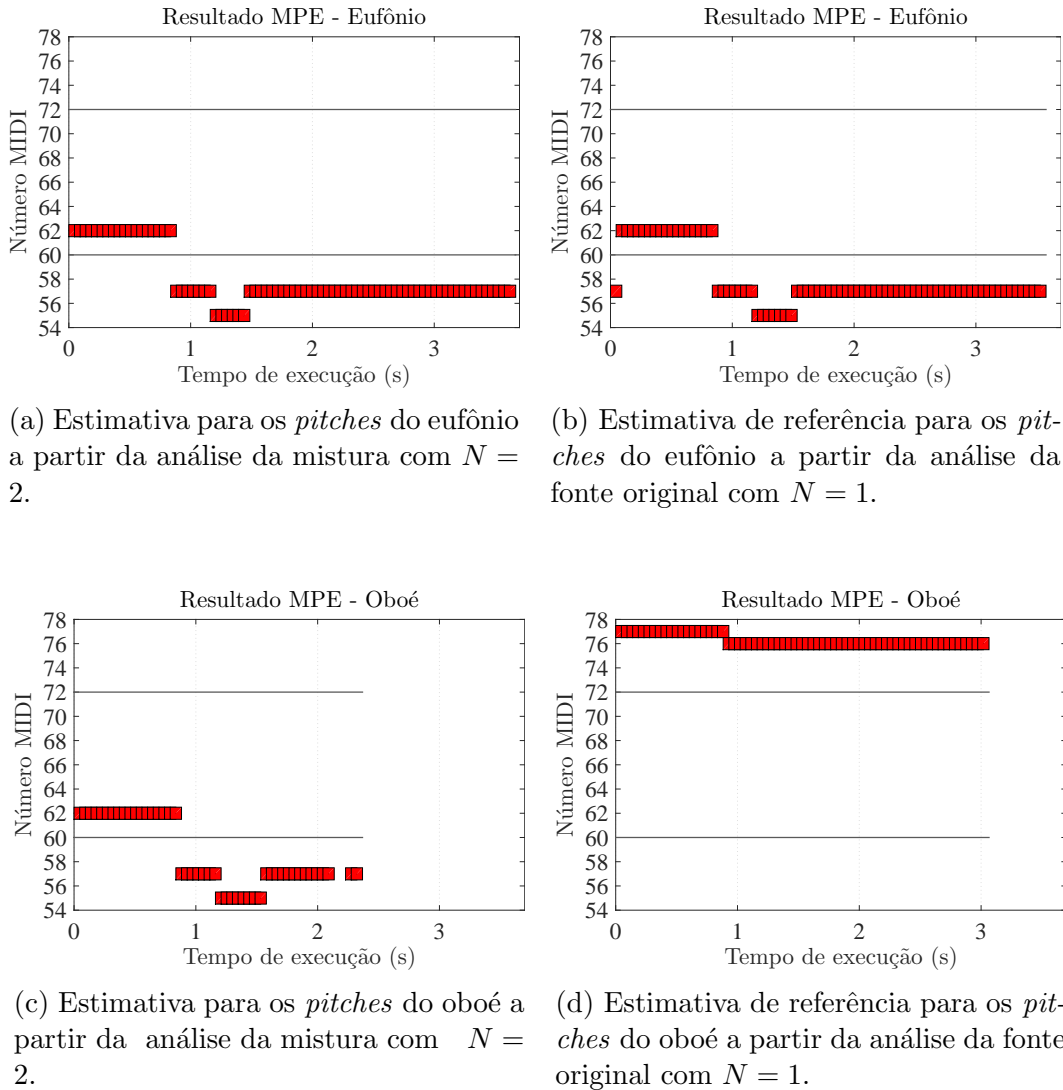 Resultado MPE - Eufônio
78
76
74
72
70
68
66
64
62
60
58
56
54
Número MIDI
0 1 2 3
Tempo de execução (s)
(a) Estimativa para os pitches do eufônio
a partir da análise da mistura com N =
2.
Resultado MPE - Eufônio
78
76
74
72
70
68
66
64
62
60
58
56
54
Número MIDI
0 1 2 3
Tempo de execução (s)
(b) Estimativa de referência para os pit-
ches do eufônio a partir da análise da
fonte original com N = 1.
Resultado MPE - Oboé
78
76
74
72
70
68
66
64
62
60
58
56
54
Número MIDI
0 1 2 3
Tempo de execução (s)
(c) Estimativa para os pitches do oboé a
partir da análise da mistura com N =
2.
Resultado MPE - Oboé
78
76
74
72
70
68
66
64
62
60
58
56
54
Número MIDI
0 1 2 3
Tempo de execução (s)
(d) Estimativa de referência para os pit-
ches do oboé a partir da análise da fonte
original com N = 1.